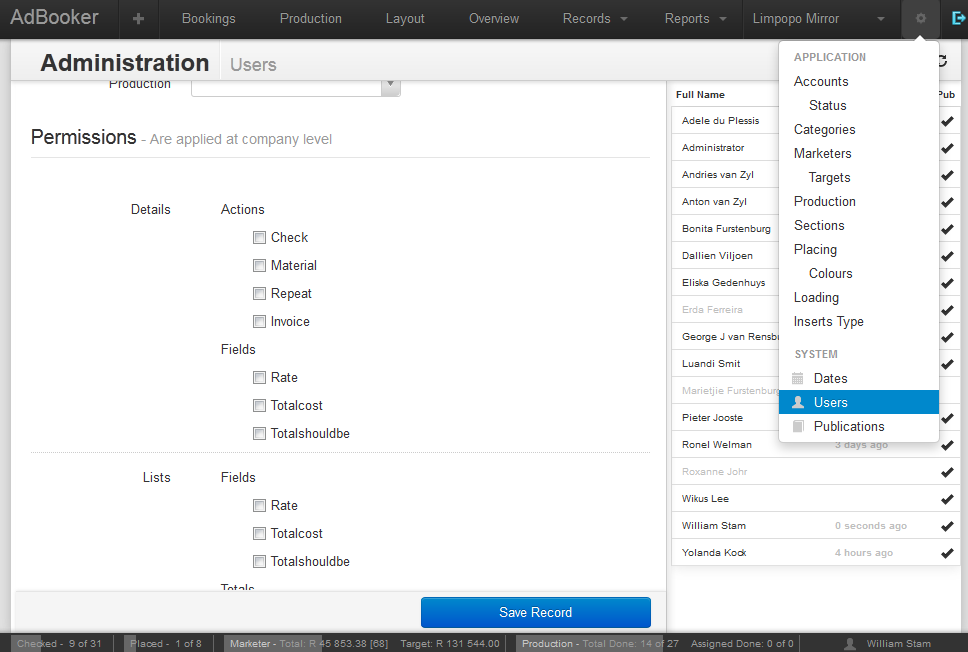 AdBooker + Bookings Production Layout Overview Records Reports Limpopo Mirror
Administration Users
Production
Permissions - Are applied at company level
Details Actions
Check
Material
Repeat
Invoice
Fields
Rate
Totalcost
Totalshouldbe
Lists Fields
Rate
Totalcost
Totalshouldbe
Totals
Save Record
Full Name Pub
Adele du Plessis
Administrator
Andries van Zyl
Anton van Zyl
Bonita Furstenburg
Dallien Viljoen
Eliska Gedenhuys
Erda Ferreira
George J van Rensbu
Luandi Smit
Marietjie Furstenburg
Pieter Jooste
Ronel Welman 3 days ago
Roxanne Johr
Wikus Lee
William Stam 0 seconds ago
Yolanda Kock 4 hours ago
APPLICATION
Accounts
Status
Categories
Marketers
Targets
Production
Sections
Placing
Colours
Loading
Inserts Type
SYSTEM
Dates
Users
Publications
Checked - 9 of 31 Placed - 1 of 8 Marketer - Total: R 45 853.38 [68] Target: R 131 544.00 Production - Total Done: 14 of 27 Assigned Done: 0 of 0 William Stam